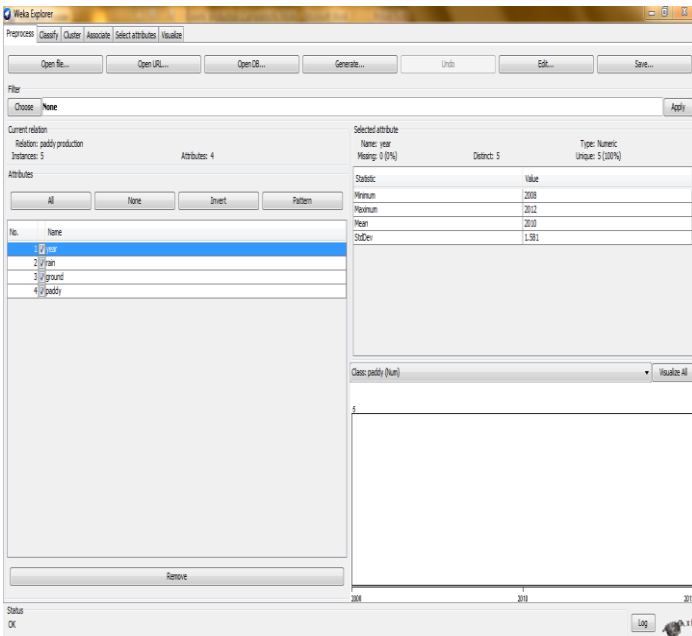 Weka Explorer
Preprocess Classify Cluster Associate Select attributes Visualize
Open file... Open URL... Open DB... Generate... Undo Edit... Save...
Filter
Choose None Apply
Current relation
Relation: paddy production
Instances: 5 Attributes: 4
Attributes
All None Invert Pattern
No. Name
1 year
2 rain
3 ground
4 paddy
Remove
Selected attribute
Name: year Type: Numeric
Missing: 0 (0%) Distinct: 5 Unique: 5 (100%)
Statistic Value
Minimum 2008
Maximum 2012
Mean 2010
StdDev 1.581
Class: paddy (Num) Visualize All
5
2008 2010
Status
OK Log